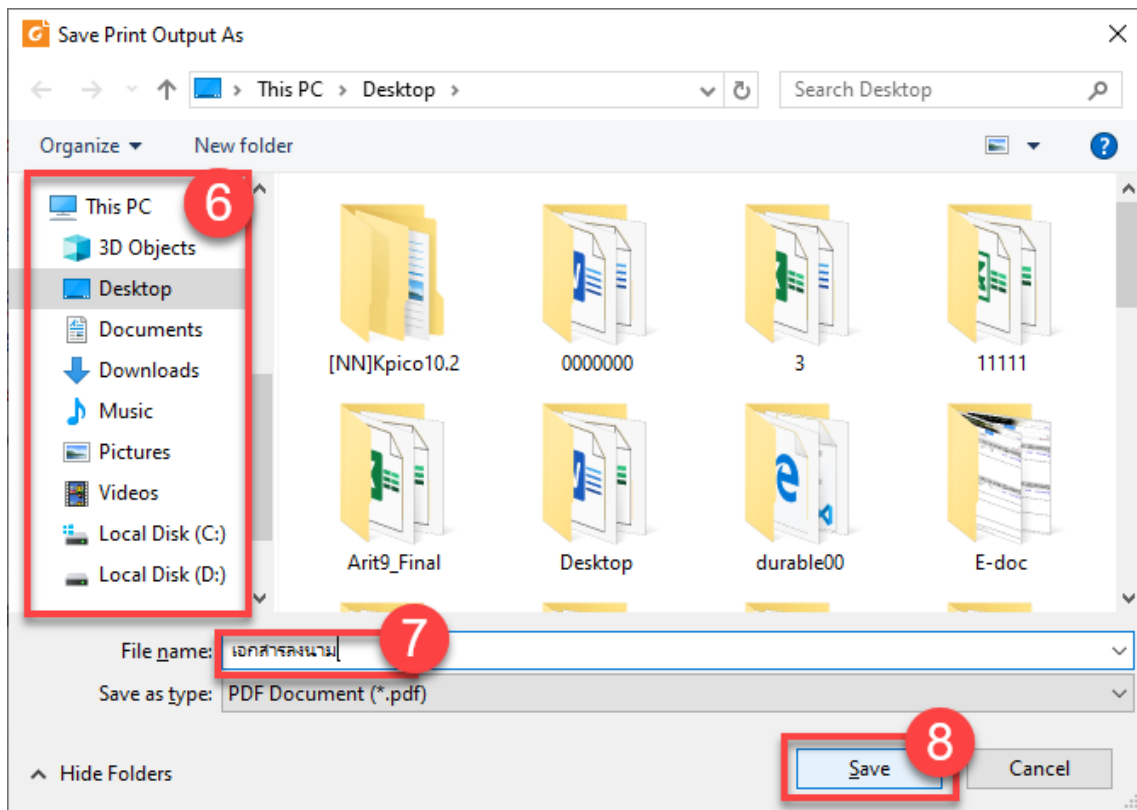 Save Print Output As
This PC > Desktop >
Search Desktop
Organize
New folder
6
This PC
3D Objects
Desktop
Documents
Downloads
Music
Pictures
Videos
Local Disk (C:)
Local Disk (D:)
[NN]Kpico10.2
0000000
3
11111
Arit9_Final
Desktop
durable00
E-doc
File name: เอกสารลงนาม
7
Save as type: PDF Document (*.pdf)
8
Hide Folders
Save
Cancel